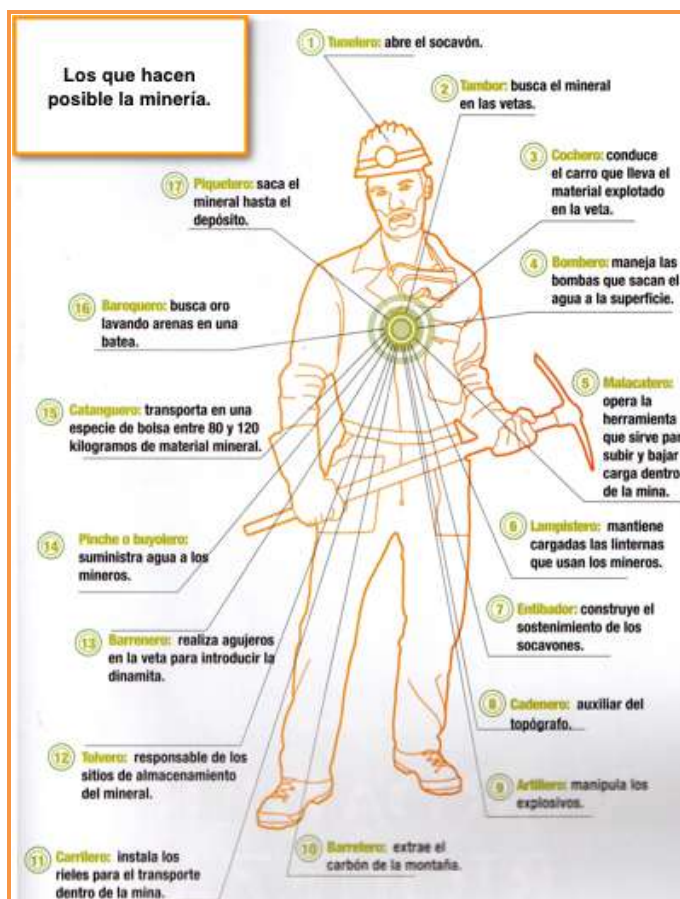 Los que hacen
posible la minería.
1 Tunelero: abre el socavón.
2 Tambor: busca el mineral
en las vetas.
3 Cochero: conduce
el carro que lleva el
material explotado
en la veta.
4 Bombero: maneja las
bombas que sacan el
agua a la superficie.
5 Malacatero:
opera la
herramienta
que sirve par
subir y bajar
carga dentro
de la mina.
6 Lampistero: mantiene
cargadas las linternas
que usan los mineros.
7 Entibador: construye el
sostenimiento de los
socavones.
8 Cadenero: auxiliar del
topógrafo.
9 Artillero: manipula los
explosivos.
10 Barretero: extrae el
carbón de la montaña.
11 Carrilero: instala los
rieles para el transporte
dentro de la mina.
12 Tolvero: responsable de los
sitios de almacenamiento
del mineral.
13 Barrenero: realiza agujeros
en la veta para introducir la
dinamita.
14 Pinche o buyolero:
suministra agua a los
mineros.
15 Catanguero: transporta en una
especie de bolsa entre 80 y 120
kilogramos de material mineral.
16 Barequero: busca oro
lavando arenas en una
batea.
17 Piquetero: saca el
mineral hasta el
depósito.